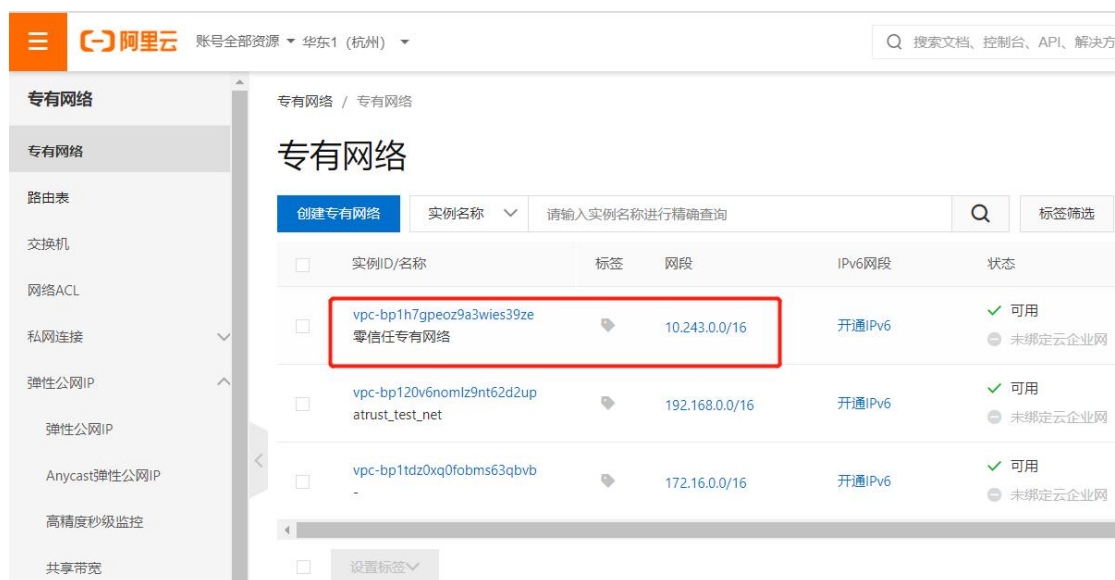 阿里云 账号全部资源 华东1 (杭州) 搜索文档、控制台、API、解决方
专有网络
专有网络
路由表
交换机
网络ACL
私网连接
弹性公网IP
弹性公网IP
Anycast弹性公网IP
高精度秒级监控
共享带宽
专有网络 / 专有网络
专有网络
创建专有网络 实例名称 请输入实例名称进行精确查询 标签筛选
实例ID/名称 标签 网段 IPv6网段 状态
vpc-bp1h7gpeoz9a3wies39ze 10.243.0.0/16 开通IPv6 可用
零信任专有网络 未绑定云企业网
vpc-bp120v6nomlz9nt62d2up 192.168.0.0/16 开通IPv6 可用
atrust_test_net 未绑定云企业网
vpc-bp1tdz0xq0fobms63qbvb 172.16.0.0/16 开通IPv6 可用
- 未绑定云企业网
设置标签